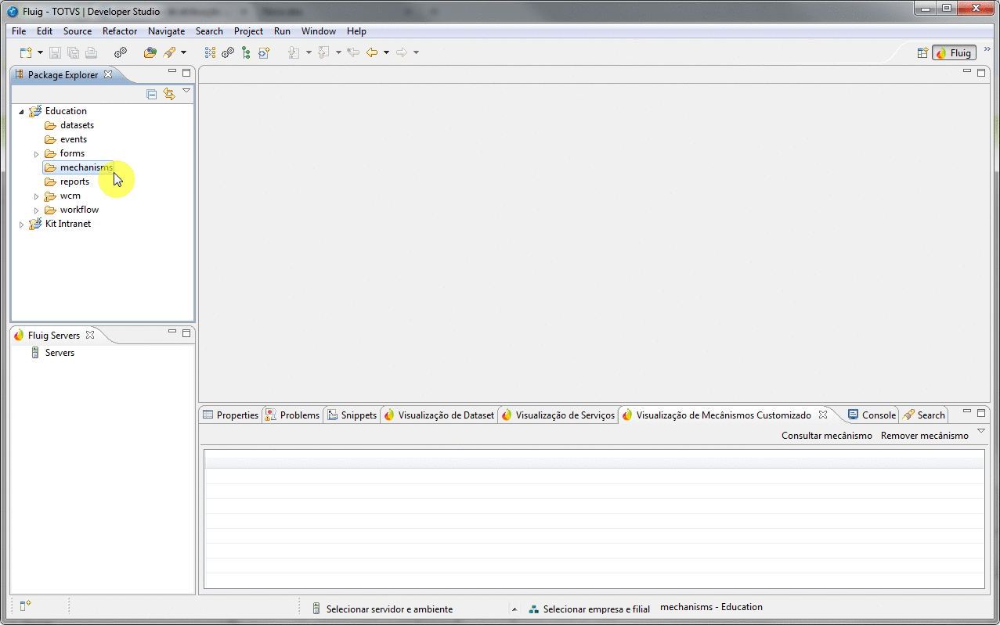 Fluig - TOTVS | Developer Studio
File Edit Source Refactor Navigate Search Project Run Window Help
Fluig
Package Explorer
Education
datasets
events
forms
mechanisms
reports
wcm
workflow
Kit Intranet
Fluig Servers
Servers
Properties Problems Snippets Visualização de Dataset Visualização de Serviços Visualização de Mecânismos Customizado Console Search
Consultar mecânismo Remover mecânismo
Selecionar servidor e ambiente Selecionar empresa e filial mechanisms - Education